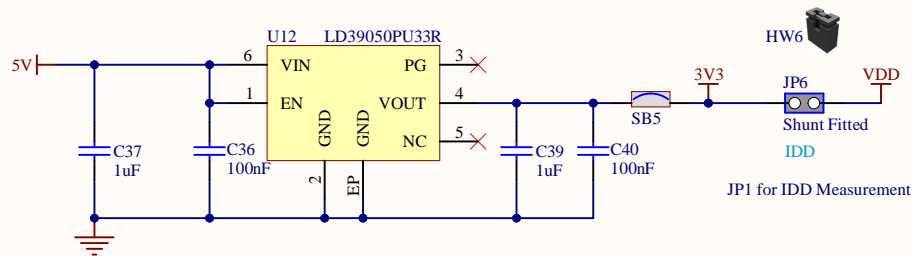 HW6
U12 LD39050PU33R
5V
6 VIN
PG 3
3V3
JP6
VDD
1 EN
VOUT 4
SB5
Shunt Fitted
GND
GND
NC 5
C37
1uF
C36
100nF
C39
1uF
C40
100nF
IDD
2
EP
JP1 for IDD Measurement